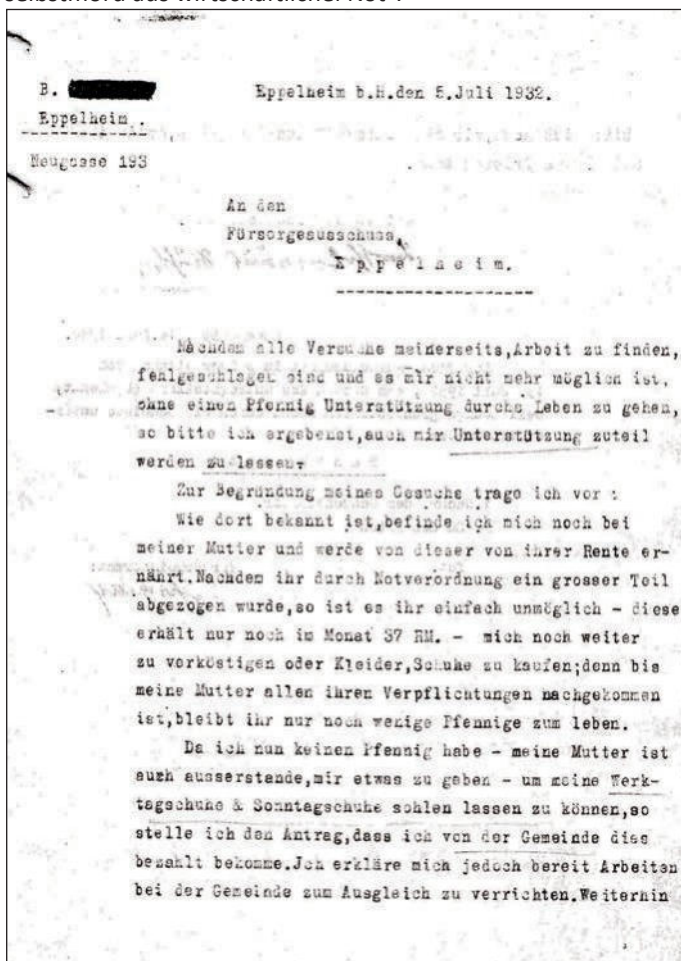 B.
Eppelheim b.H.den 5.Juli 1932.
Eppelheim .
Neugasse 193
An den
Fürsorgeausschuss,
E p p e l h e i m.
Nachdem alle Versuche meinerseits,Arbeit zu finden,
fehlgeschlagen sind und es mir nicht mehr möglich ist,
ohne einen Pfennig Unterstützung durchs Leben zu gehen,
so bitte ich ergebenst,auch mir Unterstützung zuteil
werden zu lassen.
Zur Begründung meines Gesuchs trage ich vor :
Wie dort bekannt ist,befinde ich mich noch bei
meiner Mutter und werde von dieser von ihrer Rente er-
nährt.Nachdem ihr durch Notverordnung ein grosser Teil
abgezogen wurde,so ist es ihr einfach unmöglich - diese
erhält nur noch im Monat 37 RM. - mich noch weiter
zu verköstigen oder Kleider,Schuhe zu kaufen;denn bis
meine Mutter allen ihren Verpflichtungen nachgekommen
ist,bleibt ihr nur noch wenige Pfennige zum leben.
Da ich nun keinen Pfennig habe - meine Mutter ist
auch ausserstande,mir etwas zu geben - um meine Werk-
tagschuhe & Sonntagschuhe sohlen lassen zu können,so
stelle ich den Antrag,dass ich von der Gemeinde dies
bezahlt bekomme.Jch erkläre mich jedoch bereit Arbeiten
bei der Gemeinde zum Ausgleich zu verrichten.Weiterhin